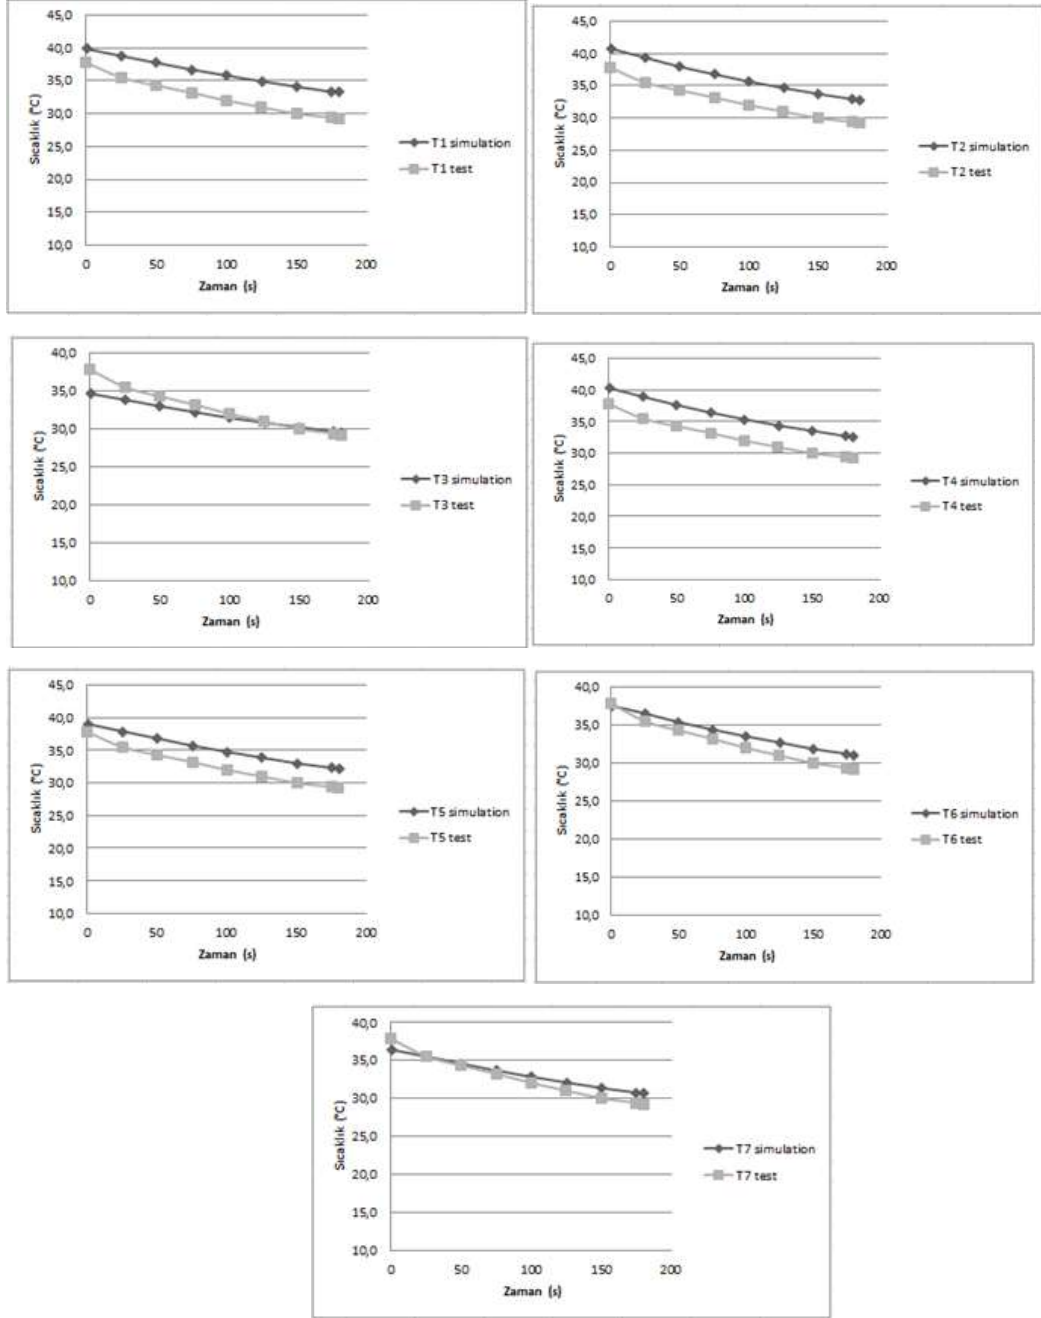 45,0
40,0
35,0
30,0
25,0
20,0
15,0
10,0
Sıcaklık (°C)
0 50 100 150 200
Zaman (s)
T1 simulation
T1 test
45,0
40,0
35,0
30,0
25,0
20,0
15,0
10,0
Sıcaklık (°C)
0 50 100 150 200
Zaman (s)
T2 simulation
T2 test
40,0
35,0
30,0
25,0
20,0
15,0
10,0
Sıcaklık (°C)
0 50 100 150 200
Zaman (s)
T3 simulation
T3 test
45,0
40,0
35,0
30,0
25,0
20,0
15,0
10,0
Sıcaklık (°C)
0 50 100 150 200
Zaman (s)
T4 simulation
T4 test
45,0
40,0
35,0
30,0
25,0
20,0
15,0
10,0
Sıcaklık (°C)
0 50 100 150 200
Zaman (s)
T5 simulation
T5 test
40,0
35,0
30,0
25,0
20,0
15,0
10,0
Sıcaklık (°C)
0 50 100 150 200
Zaman (s)
T6 simulation
T6 test
40,0
35,0
30,0
25,0
20,0
15,0
10,0
Sıcaklık (°C)
0 50 100 150 200
Zaman (s)
T7 simulation
T7 test